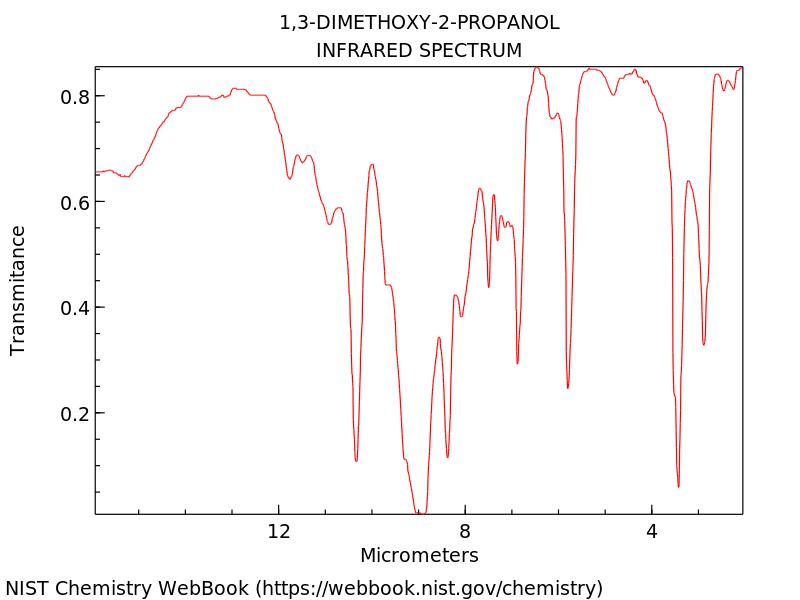 1,3-DIMETHOXY-2-PROPANOL
INFRARED SPECTRUM
Transmitance
0.8
0.6
0.4
0.2
12 8 4
Micrometers
NIST Chemistry WebBook (https://webbook.nist.gov/chemistry)